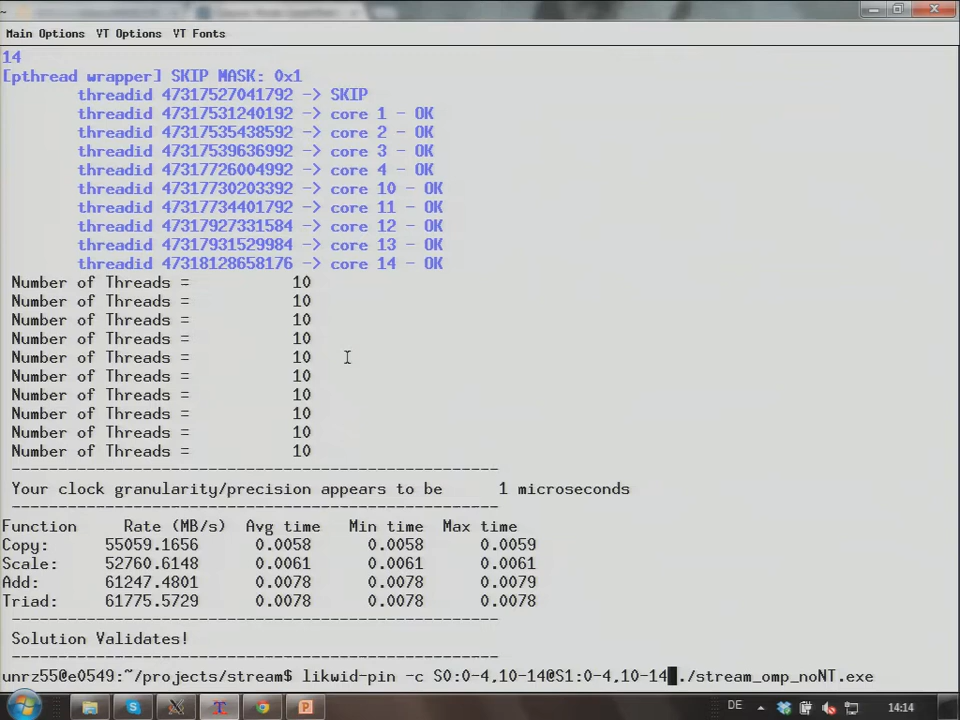 Main Options VT Options VT Fonts
14
[pthread wrapper] SKIP MASK: 0x1
threadid 47317527041792 -> SKIP
threadid 47317531240192 -> core 1 - OK
threadid 47317535438592 -> core 2 - OK
threadid 47317539636992 -> core 3 - OK
threadid 47317726004992 -> core 4 - OK
threadid 47317730203392 -> core 10 - OK
threadid 47317734401792 -> core 11 - OK
threadid 47317927331584 -> core 12 - OK
threadid 47317931529984 -> core 13 - OK
threadid 47318128658176 -> core 14 - OK
Number of Threads = 10
Number of Threads = 10
Number of Threads = 10
Number of Threads = 10
Number of Threads = 10
Number of Threads = 10
Number of Threads = 10
Number of Threads = 10
Number of Threads = 10
Number of Threads = 10
----------------------------------------------------
Your clock granularity/precision appears to be 1 microseconds
----------------------------------------------------
Function Rate (MB/s) Avg time Min time Max time
Copy: 55059.1656 0.0058 0.0058 0.0059
Scale: 52760.6148 0.0061 0.0061 0.0061
Add: 61247.4801 0.0078 0.0078 0.0079
Triad: 61775.5729 0.0078 0.0078 0.0078
----------------------------------------------------
Solution Validates!
----------------------------------------------------
unrz55@e0549:~/projects/stream$ likwid-pin -c S0:0-4,10-14@S1:0-4,10-14 ./stream_omp_noNT.exe
DE 14:14